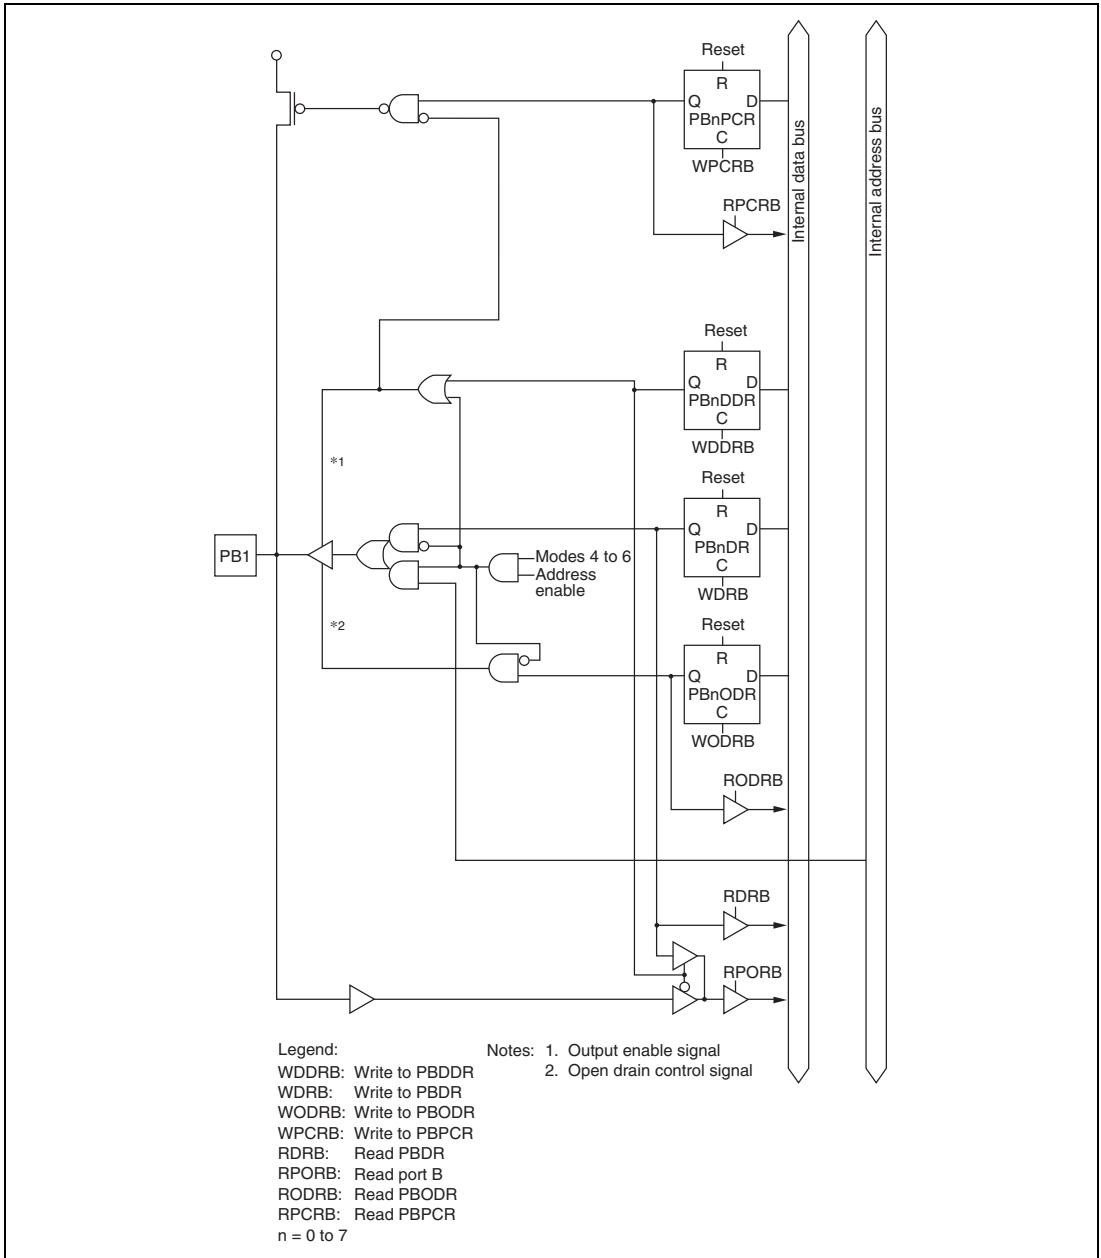 Reset
R
Q D
PBnPCR
C
WPCRB
RPCRB
Internal data bus
Internal address bus
Reset
R
Q D
PBnDDR
C
WDDRB
*1
Reset
R
Q D
PBnDR
C
WDRB
PB1
Modes 4 to 6
Address
enable
*2
Reset
R
Q D
PBnODR
C
WODRB
RODRB
RDRB
RPORB
Legend:
WDDRB: Write to PBDDR
WDRB: Write to PBDR
WODRB: Write to PBODR
WPCRB: Write to PBPCR
RDRB: Read PBDR
RPORB: Read port B
RODRB: Read PBODR
RPCRB: Read PBPCR
n = 0 to 7
Notes: 1. Output enable signal
2. Open drain control signal